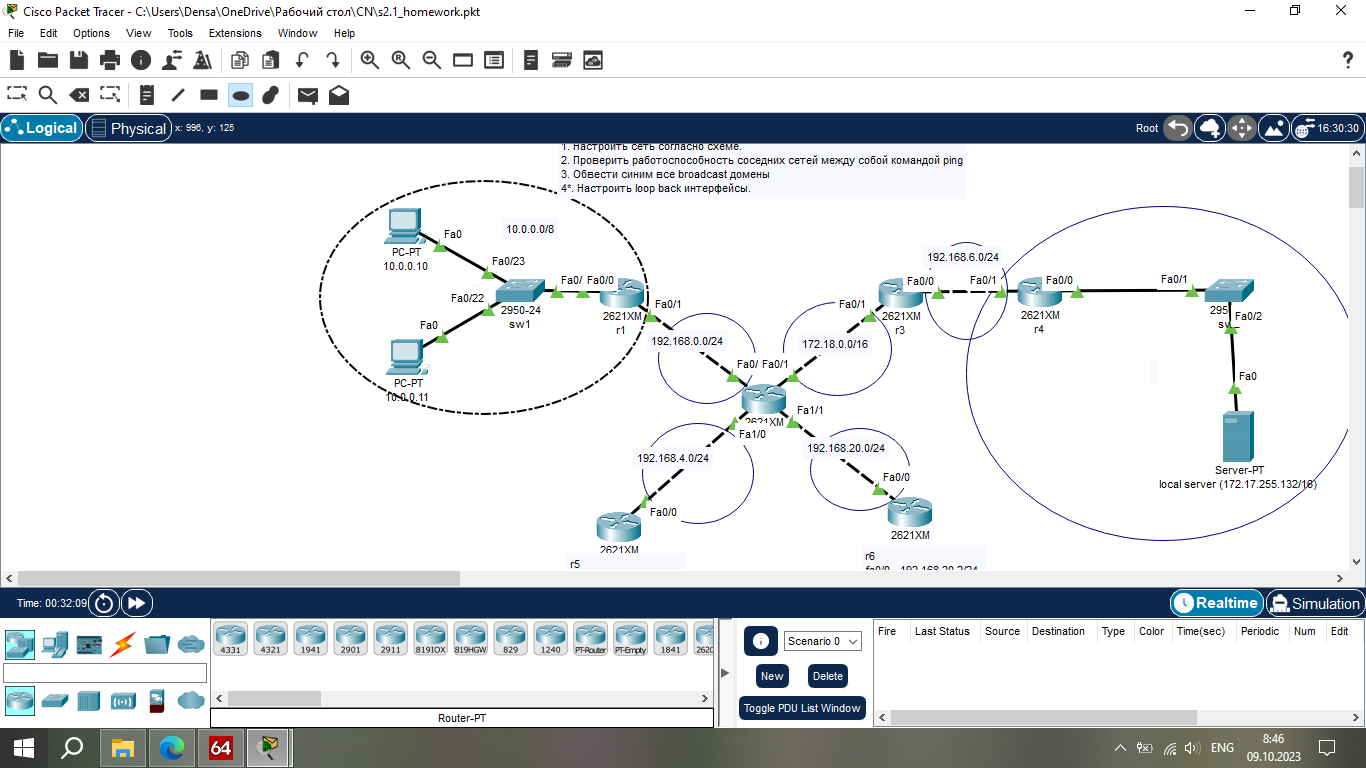 Cisco Packet Tracer - C:\Users\Densa\OneDrive\Рабочий стол\CN\s2.1_homework.pkt
File Edit Options View Tools Extensions Window Help
Logical Physical x: 996, y: 125 Root 16:30:30
1. Настроить сеть согласно схеме.
2. Проверить работоспособность соседних сетей между собой командой ping
3. Обвести синим все broadcast домены
4*. Настроить loop back интерфейсы.
PC-PT
10.0.0.10
Fa0
Fa0/23
10.0.0.0/8
Fa0/22
Fa0
2950-24
sw1
Fa0/ Fa0/0
2621XM
r1
Fa0/1
PC-PT
10.0.0.11
192.168.0.0/24
Fa0/ Fa0/1
172.18.0.0/16
Fa0/1
Fa0/0
2621XM
r3
192.168.6.0/24
Fa0/1
Fa0/0
2621XM
r4
Fa0/1
Fa0/2
Fa0
Server-PT
local server (172.17.255.132/16)
2621XM
Fa1/0
Fa1/1
192.168.4.0/24
192.168.20.0/24
Fa0/0
Fa0/0
2621XM
r5
2621XM
r6
fa0/0 - 192.168.20.2/24
Time: 00:32:09 Realtime Simulation
4331 4321 1941 2901 2911 819IOX 819HGW 829 1240 PT-Router PT-Empty 1841 2620
Router-PT
Scenario 0
New Delete
Toggle PDU List Window
Fire Last Status Source Destination Type Color Time(sec) Periodic Num Edit
64 ENG 8:46
09.10.2023